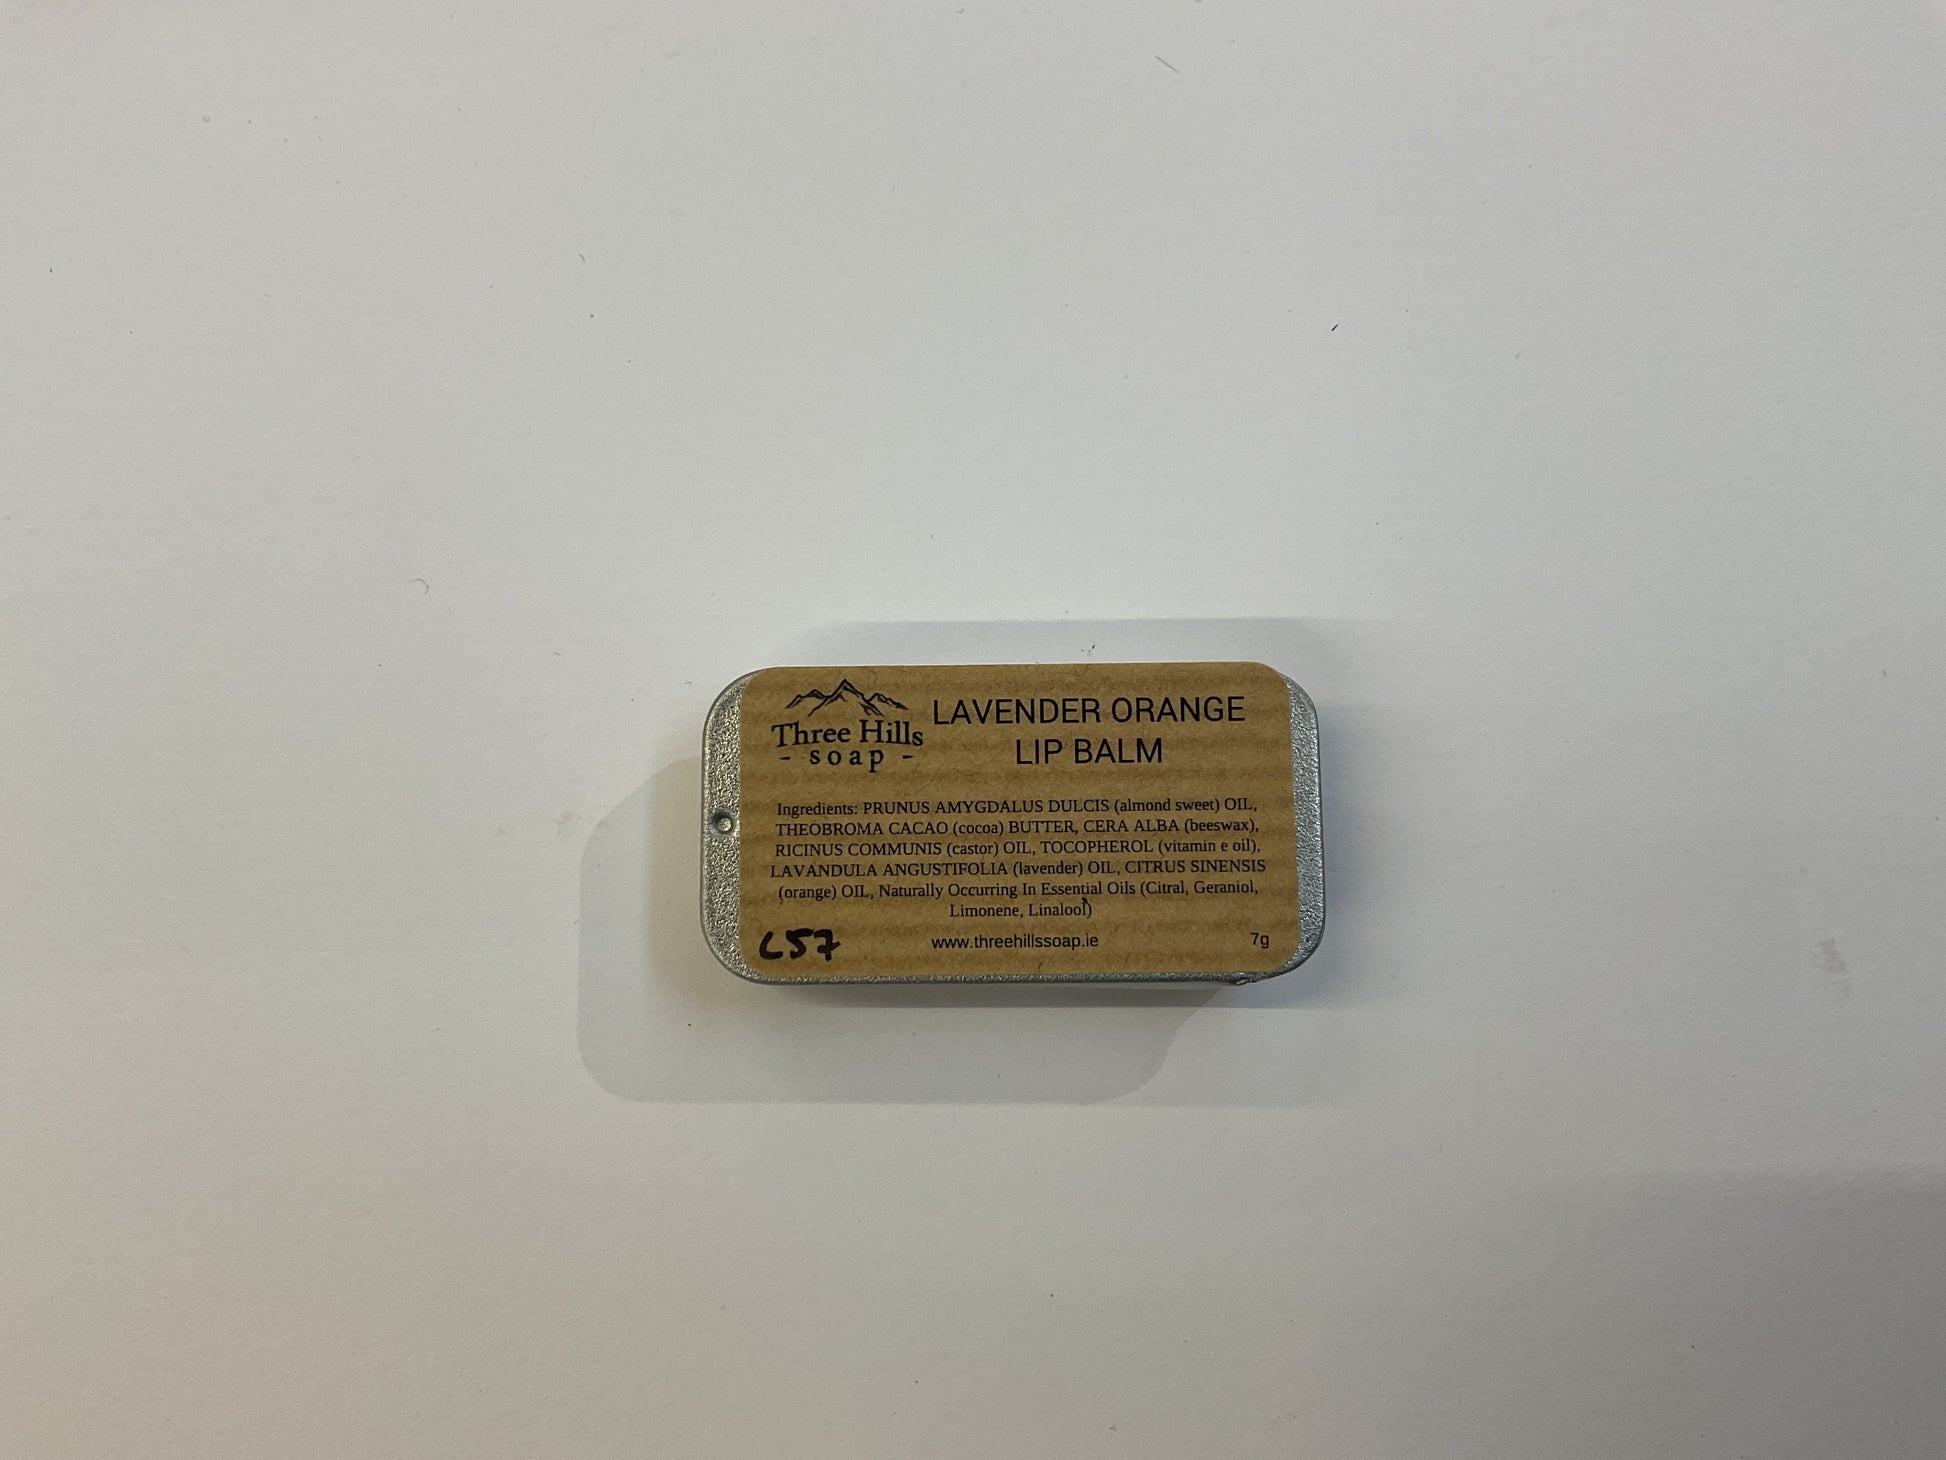 Three Hills
- soap -
LAVENDER ORANGE
LIP BALM
Ingredients: PRUNUS AMYGDALUS DULCIS (almond sweet) OIL,
THEOBROMA CACAO (cocoa) BUTTER, CERA ALBA (beeswax),
RICINUS COMMUNIS (castor) OIL, TOCOPHEROL (vitamin e oil),
LAVANDULA ANGUSTIFOLIA (lavender) OIL, CITRUS SINENSIS
(orange) OIL, Naturally Occurring In Essential Oils (Citral, Geraniol,
Limonene, Linalool)
L57
www.threehillssoap.ie
7g